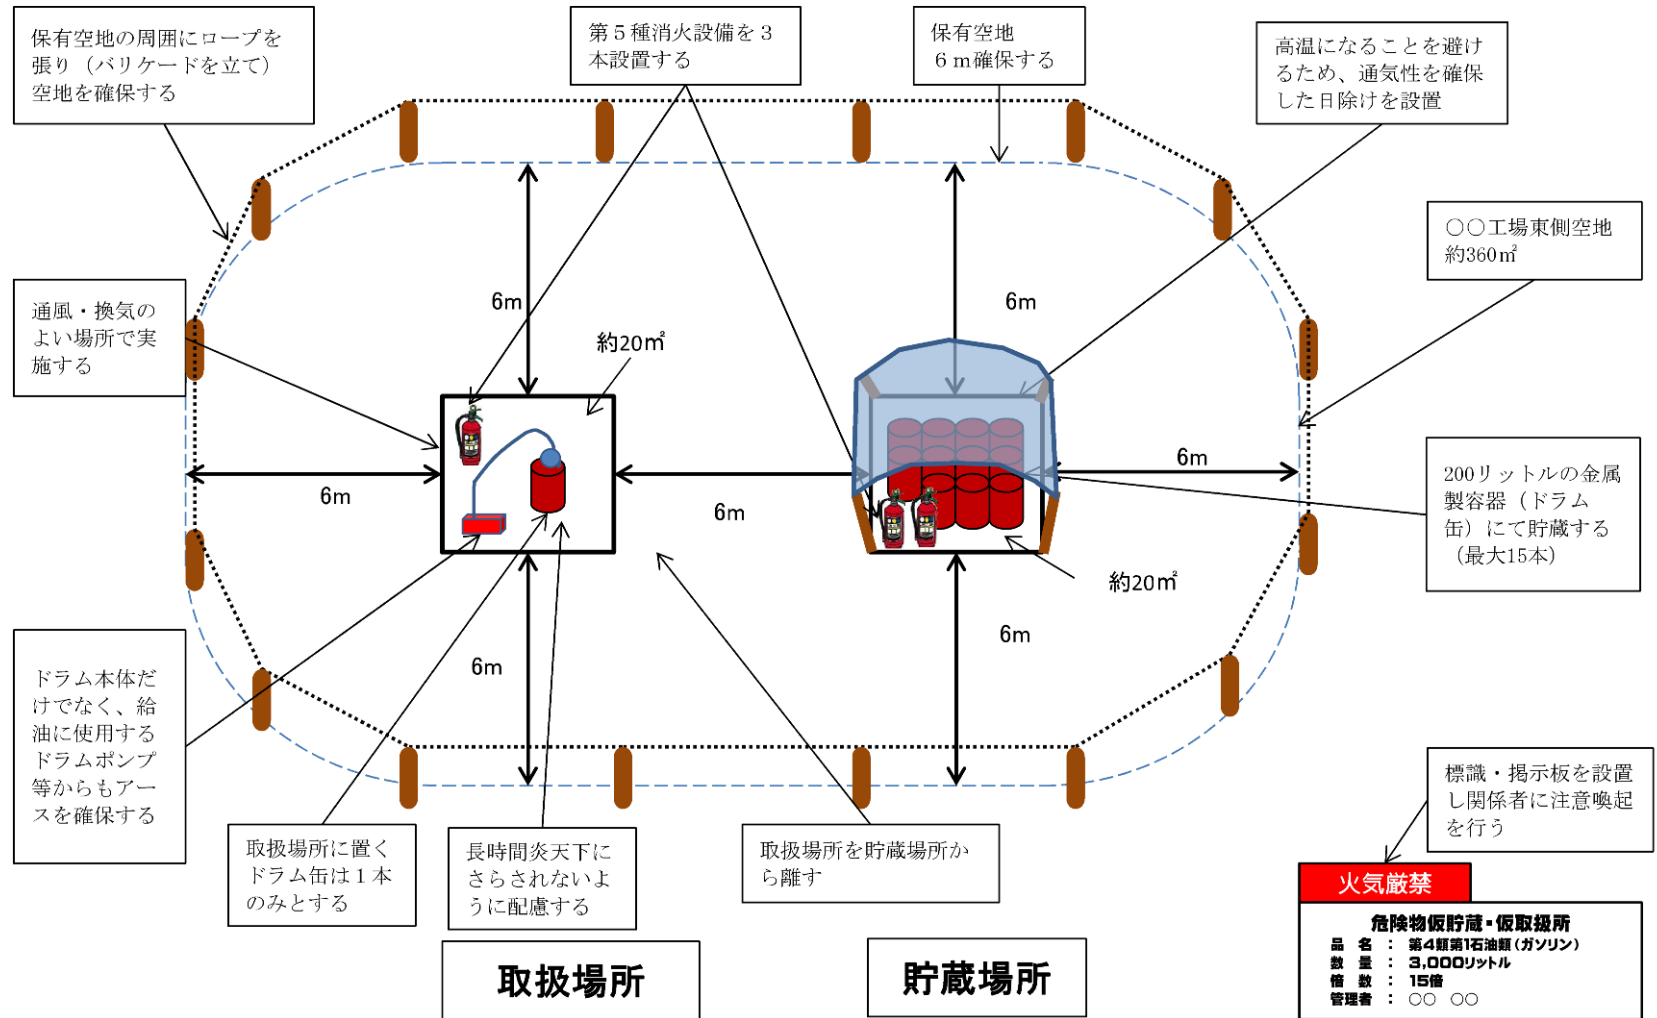 保有空地の周囲にロープを
張り（バリケードを立て）
空地を確保する
第５種消火設備を３
本設置する
保有空地
６ｍ確保する
高温になることを避け
るため、通気性を確保
した日除けを設置
○○工場東側空地
約360㎡
通風・換気の
よい場所で実
施する
6m
6m
約20㎡
6m
6m
6m
200リットルの金属
製容器（ドラム
缶）にて貯蔵する
（最大15本）
約20㎡
6m
6m
ドラム本体だ
けでなく、給
油に使用する
ドラムポンプ
等からもアー
スを確保する
取扱場所に置く
ドラム缶は１本
のみとする
長時間炎天下に
さらされないよ
うに配慮する
取扱場所を貯蔵場所か
ら離す
標識・掲示板を設置
し関係者に注意喚起
を行う
取扱場所
貯蔵場所
火気厳禁
危険物仮貯蔵・仮取扱所
品　名　：　第4類第1石油類（ガソリン）
数　量　：　3,000リットル
倍　数　：　15倍
管理者　：　○○　○○